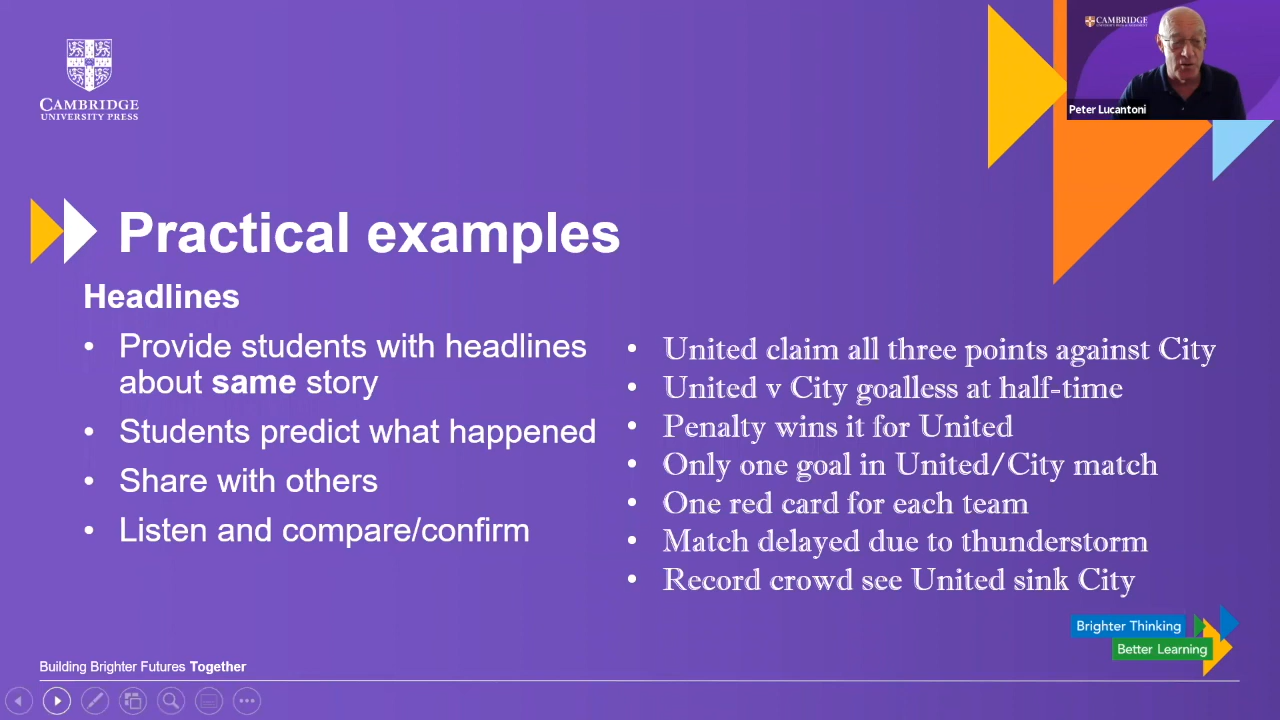 CAMBRIDGE
UNIVERSITY PRESS
CAMBRIDGE
Peter Lucantoni
Practical examples
Headlines
• Provide students with headlines
about same story
• Students predict what happened
• Share with others
• Listen and compare/confirm
• United claim all three points against City
• United v City goalless at half-time
• Penalty wins it for United
• Only one goal in United/City match
• One red card for each team
• Match delayed due to thunderstorm
• Record crowd see United sink City
Brighter Thinking
Better Learning
Building Brighter Futures Together